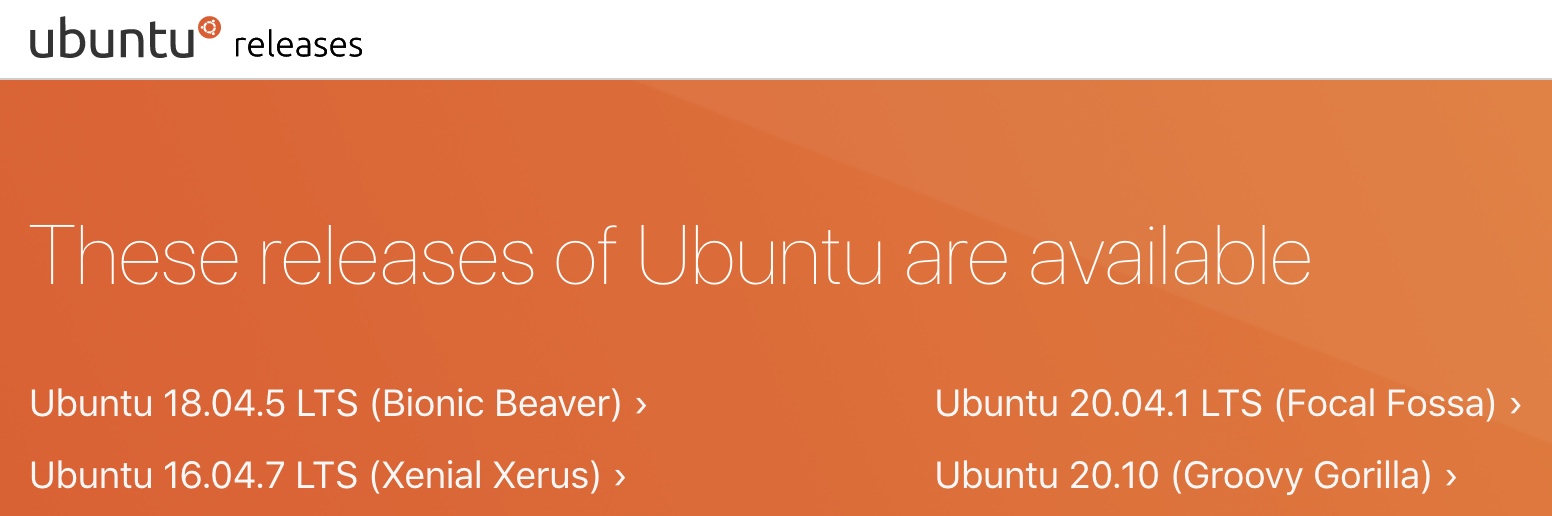 ubuntu releases
These releases of Ubuntu are available
Ubuntu 18.04.5 LTS (Bionic Beaver) ›
Ubuntu 20.04.1 LTS (Focal Fossa) ›
Ubuntu 16.04.7 LTS (Xenial Xerus) ›
Ubuntu 20.10 (Groovy Gorilla) ›